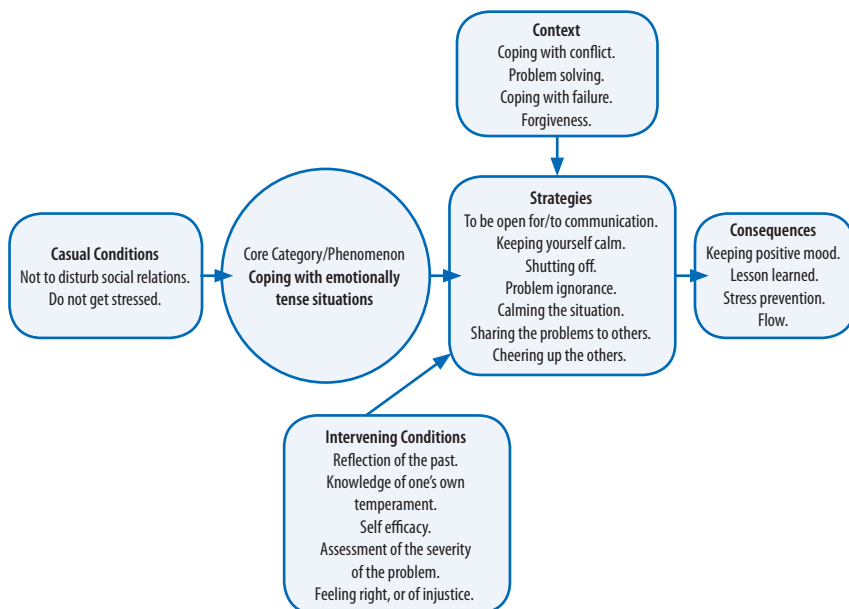 Context
Coping with conflict.
Problem solving.
Coping with failure.
Forgiveness.
Casual Conditions
Not to disturb social relations.
Do not get stressed.
Core Category/Phenomenon
Coping with emotionally
tense situations
Strategies
To be open for/to communication.
Keeping yourself calm.
Shutting off.
Problem ignorance.
Calming the situation.
Sharing the problems to others.
Cheering up the others.
Consequences
Keeping positive mood.
Lesson learned.
Stress prevention.
Flow.
Intervening Conditions
Reflection of the past.
Knowledge of one’s own
temperament.
Self efficacy.
Assessment of the severity
of the problem.
Feeling right, or of injustice.